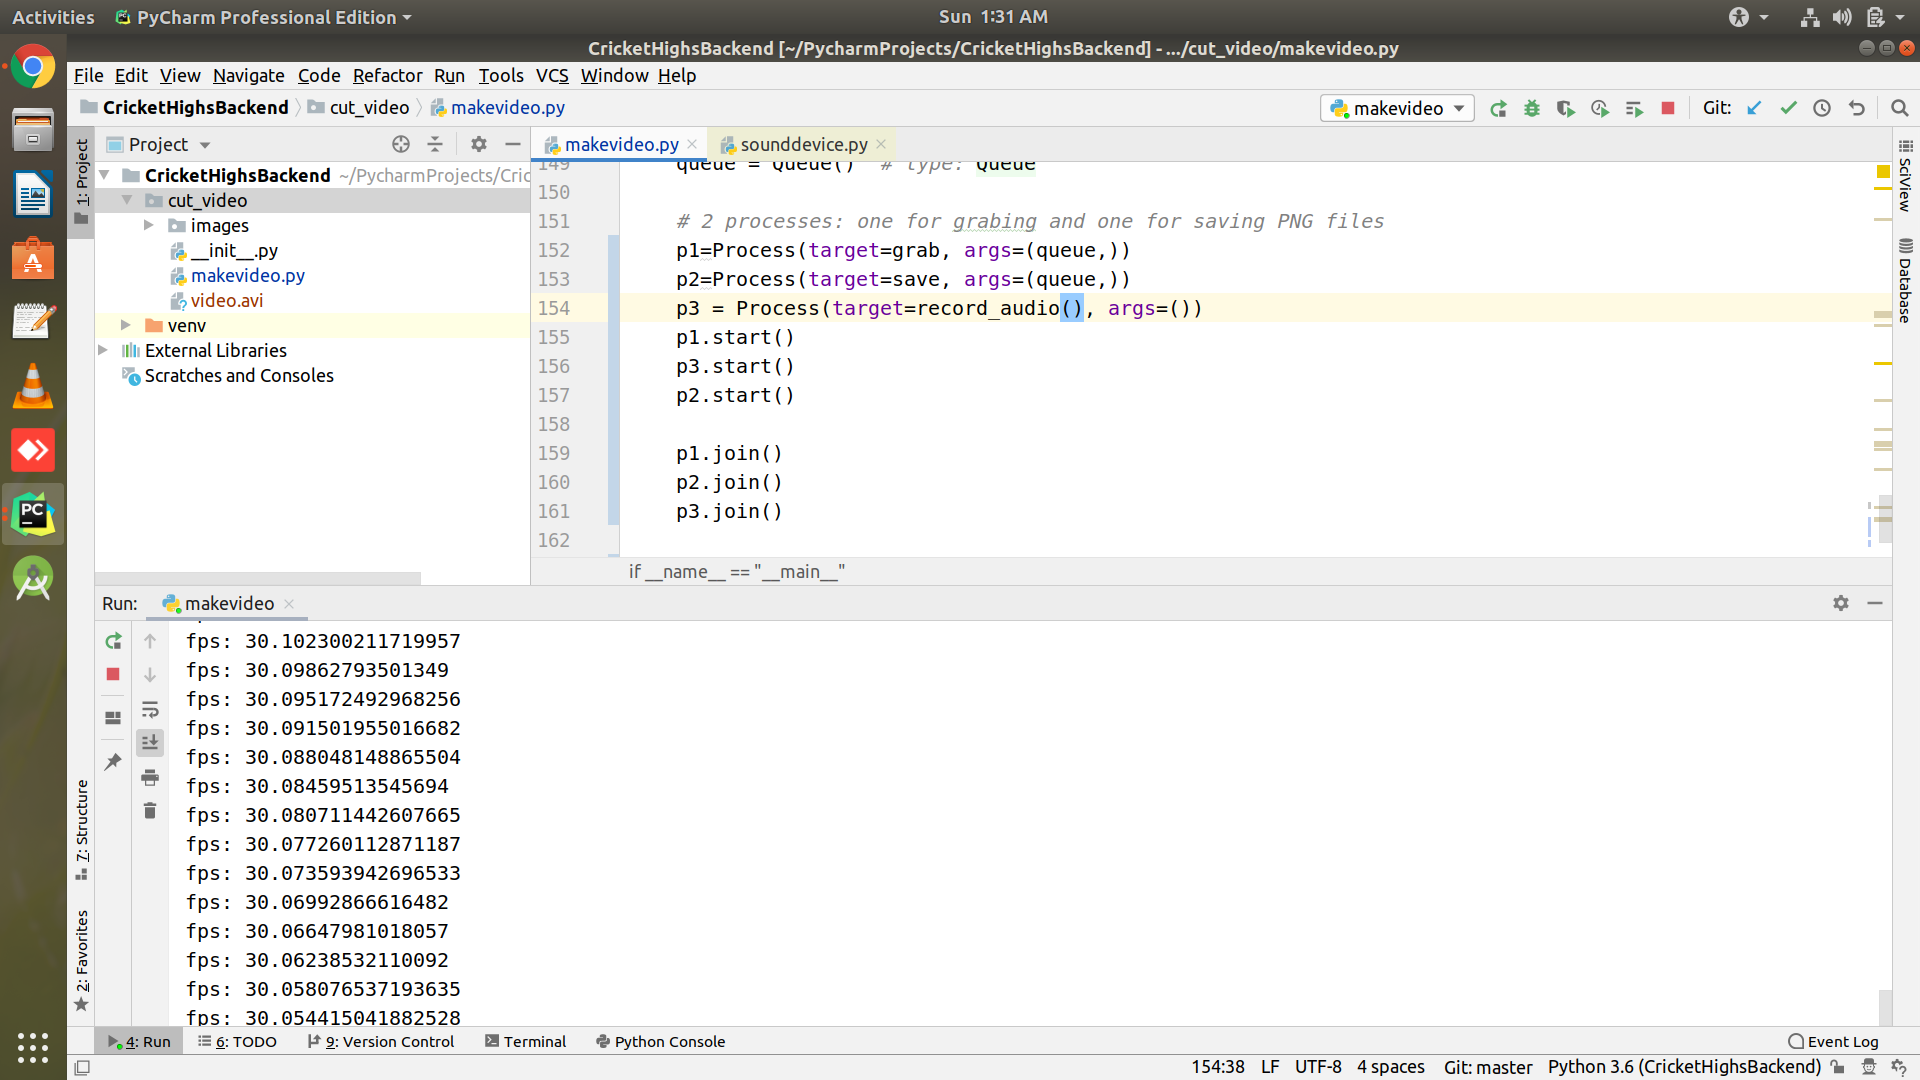 Activities
PyCharm Professional Edition
Sun 1:31 AM
CricketHighsBackend [~/PycharmProjects/CricketHighsBackend] - .../cut_video/makevideo.py
File Edit View Navigate Code Refactor Run Tools VCS Window Help
CricketHighsBackend cut_video makevideo.py
makevideo
Git:
1: Project
Project
CricketHighsBackend ~/PycharmProjects/Cric
cut_video
images
__init__.py
makevideo.py
video.avi
venv
External Libraries
Scratches and Consoles
makevideo.py
sounddevice.py
149 queue = Queue() # type: Queue
150
151 # 2 processes: one for grabing and one for saving PNG files
152 p1=Process(target=grab, args=(queue,))
153 p2=Process(target=save, args=(queue,))
154 p3 = Process(target=record_audio(), args=())
155 p1.start()
156 p3.start()
157 p2.start()
158
159 p1.join()
160 p2.join()
161 p3.join()
162
if __name__ == "__main__"
SciView
Database
Run: makevideo
fps: 30.102300211719957
fps: 30.09862793501349
fps: 30.095172492968256
fps: 30.091501955016682
fps: 30.088048148865504
fps: 30.08459513545694
fps: 30.080711442607665
fps: 30.077260112871187
fps: 30.073593942696533
fps: 30.06992866616482
fps: 30.06647981018057
fps: 30.06238532110092
fps: 30.058076537193635
fps: 30.054415041882528
7: Structure
2: Favorites
4: Run 6: TODO 9: Version Control Terminal Python Console
Event Log
154:38 LF UTF-8 4 spaces Git: master Python 3.6 (CricketHighsBackend)
PC